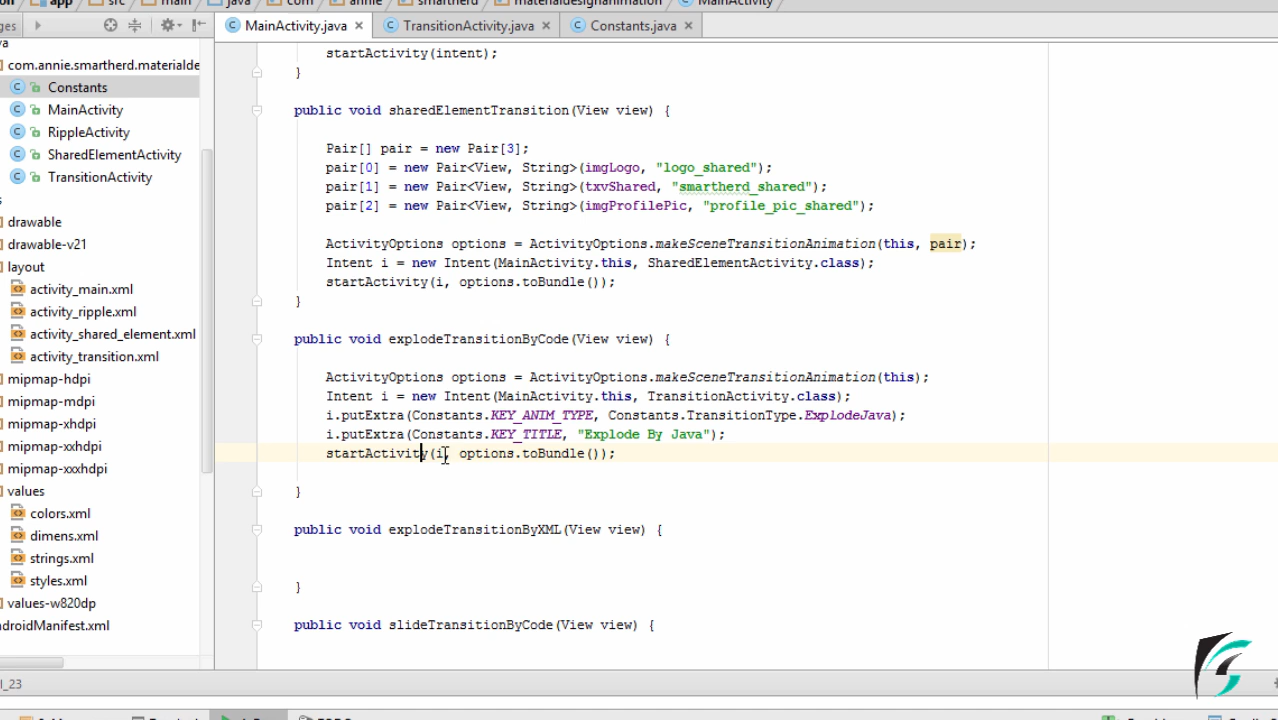 on app src main java com annie smartherd materialdesignanimation MainActivity
ges MainActivity.java TransitionActivity.java Constants.java
va
com.annie.smartherd.materialde
Constants
MainActivity
RippleActivity
SharedElementActivity
TransitionActivity
s
drawable
drawable-v21
layout
activity_main.xml
activity_ripple.xml
activity_shared_element.xml
activity_transition.xml
mipmap-hdpi
mipmap-mdpi
mipmap-xhdpi
mipmap-xxhdpi
mipmap-xxxhdpi
values
colors.xml
dimens.xml
strings.xml
styles.xml
values-w820dp
ndroidManifest.xml
startActivity(intent);
}
public void sharedElementTransition(View view) {
Pair[] pair = new Pair[3];
pair[0] = new Pair<View, String>(imgLogo, "logo_shared");
pair[1] = new Pair<View, String>(txvShared, "smartherd_shared");
pair[2] = new Pair<View, String>(imgProfilePic, "profile_pic_shared");
ActivityOptions options = ActivityOptions.makeSceneTransitionAnimation(this, pair);
Intent i = new Intent(MainActivity.this, SharedElementActivity.class);
startActivity(i, options.toBundle());
}
public void explodeTransitionByCode(View view) {
ActivityOptions options = ActivityOptions.makeSceneTransitionAnimation(this);
Intent i = new Intent(MainActivity.this, TransitionActivity.class);
i.putExtra(Constants.KEY_ANIM_TYPE, Constants.TransitionType.ExplodeJava);
i.putExtra(Constants.KEY_TITLE, "Explode By Java");
startActivity(i, options.toBundle());
}
public void explodeTransitionByXML(View view) {
}
public void slideTransitionByCode(View view) {
I_23